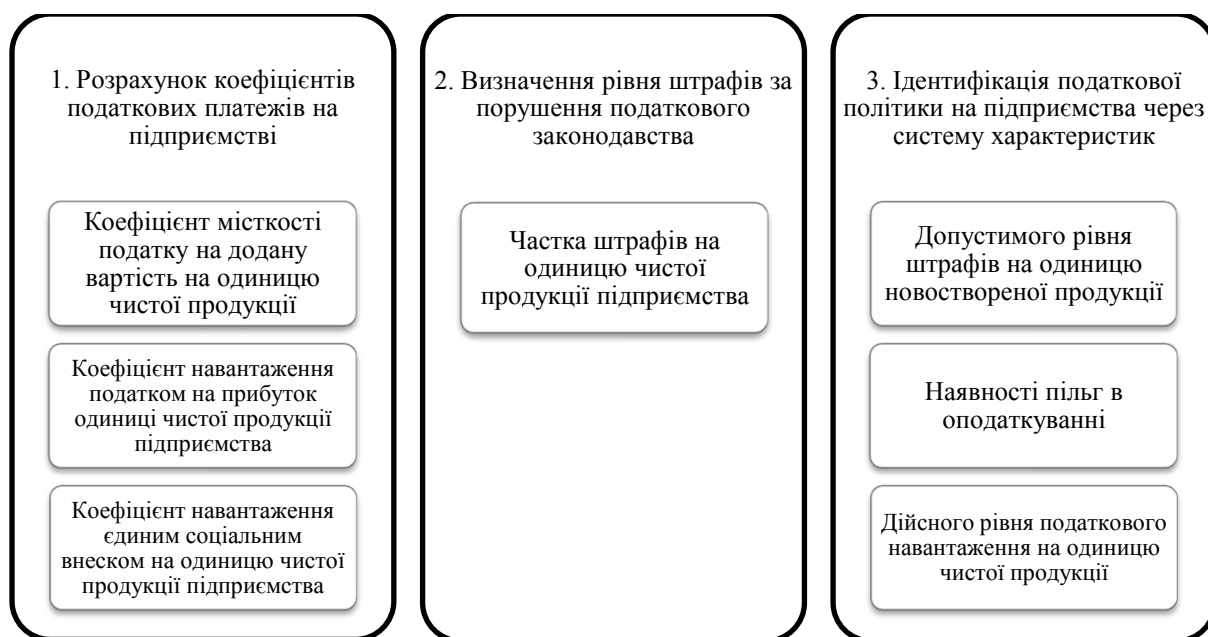 1. Розрахунок коефіцієнтів
податкових платежів на
підприємстві
Коефіцієнт місткості
податку на додану
вартість на одиницю
чистої продукції
Коефіцієнт навантаження
податком на прибуток
одиниці чистої продукції
підприємства
Коефіцієнт навантаження
єдиним соціальним
внеском на одиницю чистої
продукції підприємства
2. Визначення рівня штрафів за
порушення податкового
законодавства
Частка штрафів на
одиницю чистої
продукції підприємства
3. Ідентифікація податкової
політики на підприємства через
систему характеристик
Допустимого рівня
штрафів на одиницю
новоствореної продукції
Наявності пільг в
оподаткуванні
Дійсного рівня податкового
навантаження на одиницю
чистої продукції